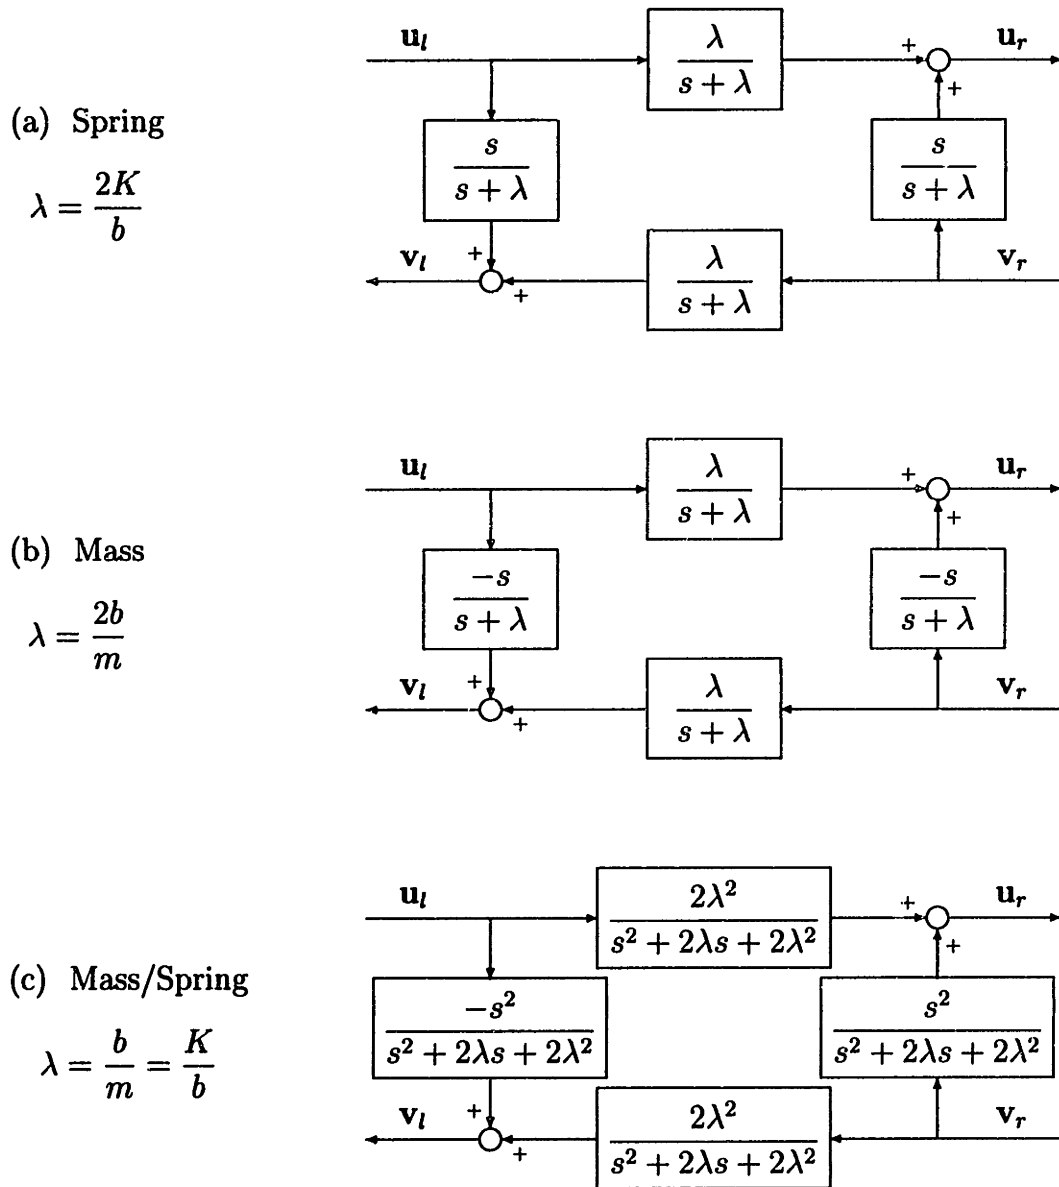 (a) Spring
λ = 2K/b
u_l
λ/(s + λ)
+
u_r
+
s/(s + λ)
s/(s + λ)
+
v_l
+
λ/(s + λ)
v_r
(b) Mass
λ = 2b/m
u_l
λ/(s + λ)
+
u_r
+
-s/(s + λ)
-s/(s + λ)
+
v_l
+
λ/(s + λ)
v_r
(c) Mass/Spring
λ = b/m = K/b
u_l
2λ²/(s² + 2λs + 2λ²)
+
u_r
+
-s²/(s² + 2λs + 2λ²)
s²/(s² + 2λs + 2λ²)
+
v_l
+
2λ²/(s² + 2λs + 2λ²)
v_r